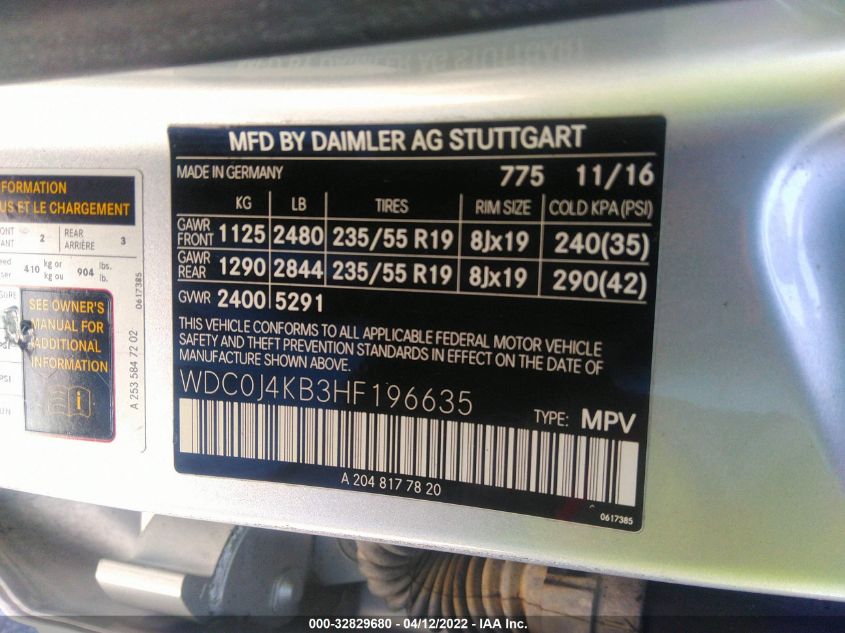 MFD BY DAIMLER AG STUTTGART
MADE IN GERMANY 775 11/16
KG LB TIRES RIM SIZE COLD KPA(PSI)
GAWR FRONT 1125 2480 235/55 R19 8Jx19 240(35)
GAWR REAR 1290 2844 235/55 R19 8Jx19 290(42)
GVWR 2400 5291
THIS VEHICLE CONFORMS TO ALL APPLICABLE FEDERAL MOTOR VEHICLE
SAFETY AND THEFT PREVENTION STANDARDS IN EFFECT ON THE DATE OF
MANUFACTURE SHOWN ABOVE.
WDC0J4KB3HF196635
TYPE: MPV
A 204 817 78 20
0617385
FORMATION
US ET LE CHARGEMENT
2 REAR ARRIÈRE 3
410 kg or kg ou 904 lbs. lb.
SEE OWNER'S
MANUAL FOR
ADDITIONAL
INFORMATION
0617385
A 253 584 72 02
000-32829680 - 04/12/2022 - IAA Inc.